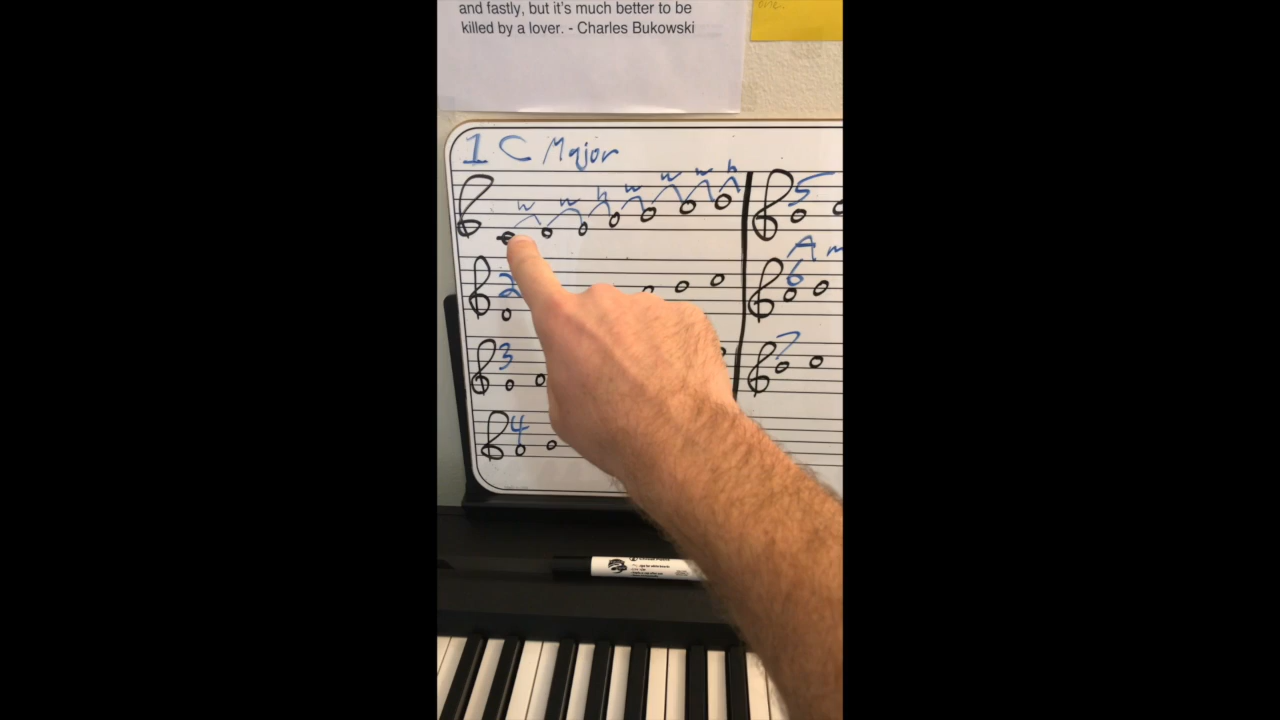 and fastly, but it's much better to be
killed by a lover. - Charles Bukowski
1 C Major
w w h w w w h
5
A m
2
6
3
7
4